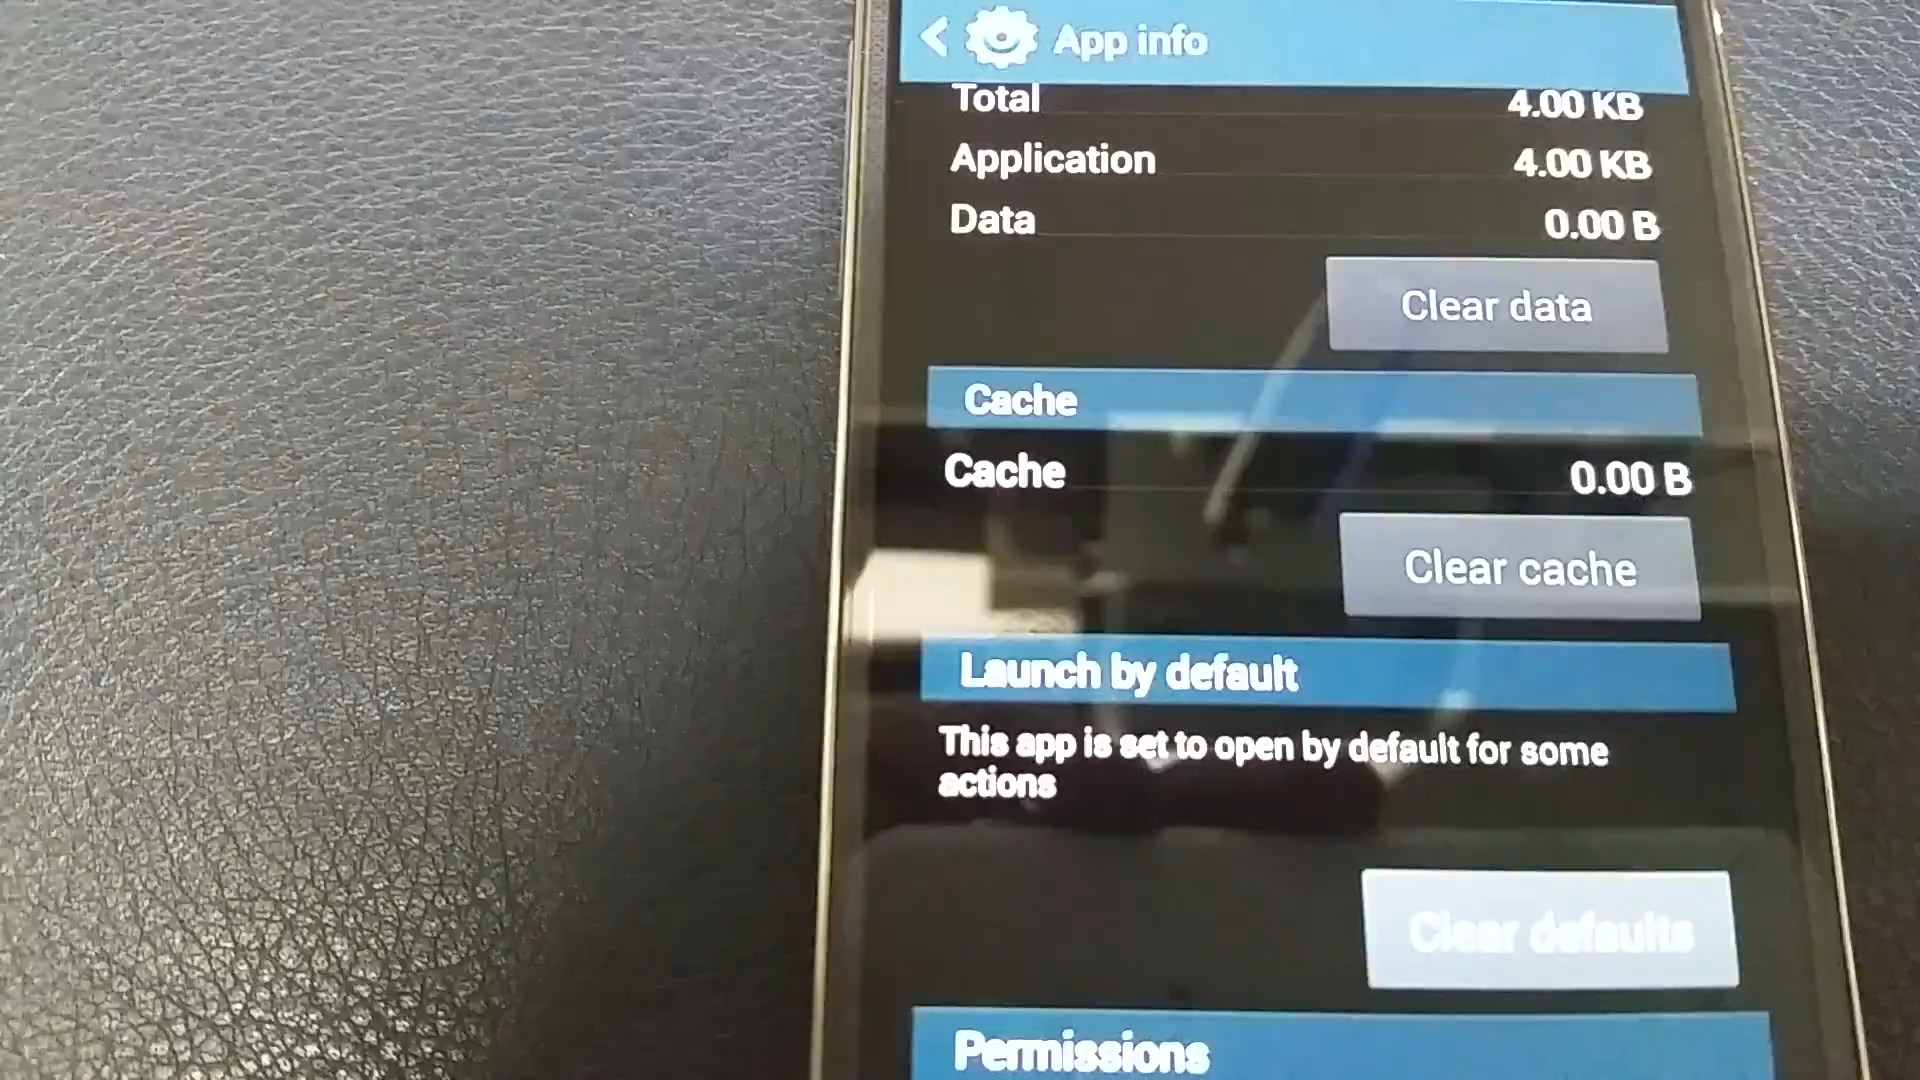 App info
Total 4.00 KB
Application 4.00 KB
Data 0.00 B
Clear data
Cache
Cache 0.00 B
Clear cache
Launch by default
This app is set to open by default for some
actions
Clear defaults
Permissions